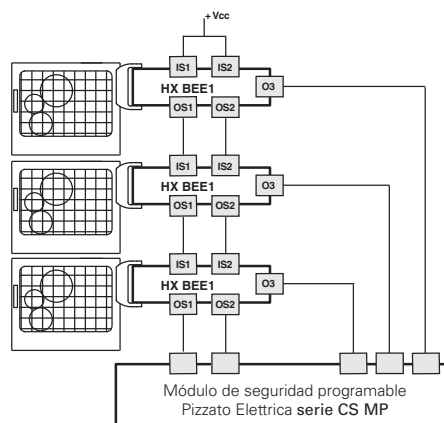 + Vcc
IS1 IS2
HX BEE1 O3
OS1 OS2
IS1 IS2
HX BEE1 O3
OS1 OS2
IS1 IS2
HX BEE1 O3
OS1 OS2
Módulo de seguridad programable
Pizzato Elettrica serie CS MP